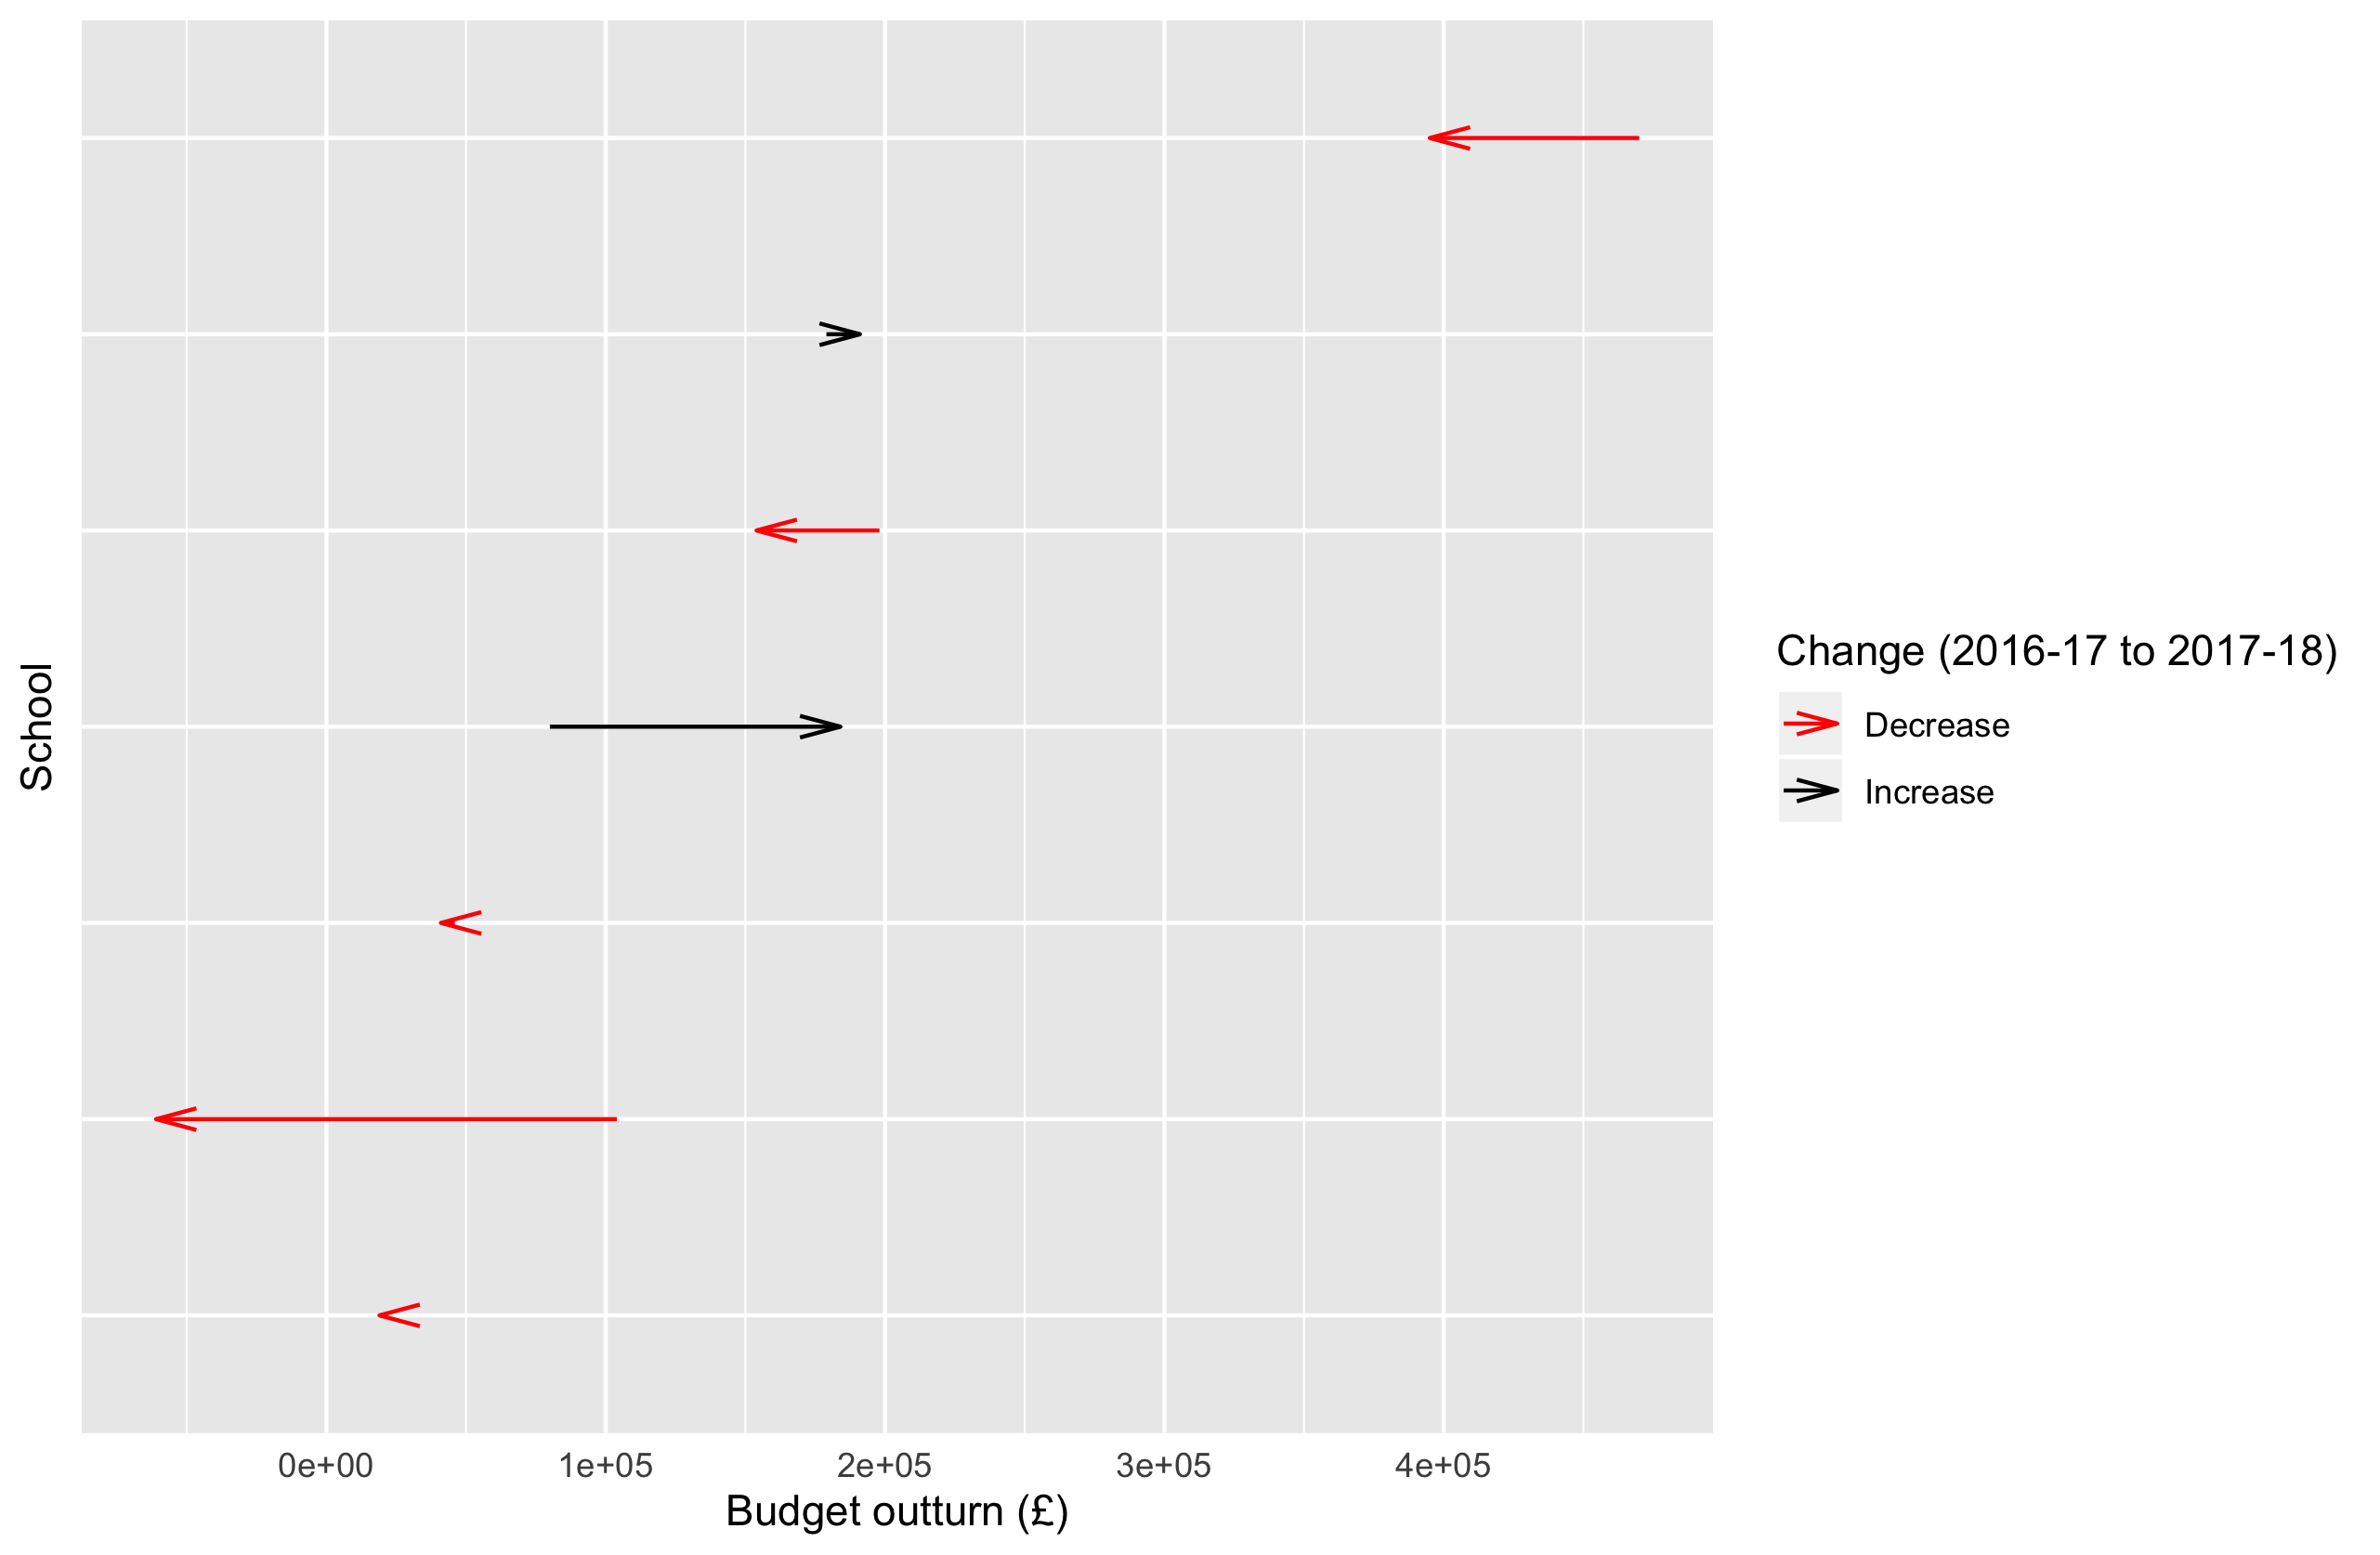 School
Change (2016-17 to 2017-18)
Decrease
Increase
0e+00 1e+05 2e+05 3e+05 4e+05
Budget outturn (£)